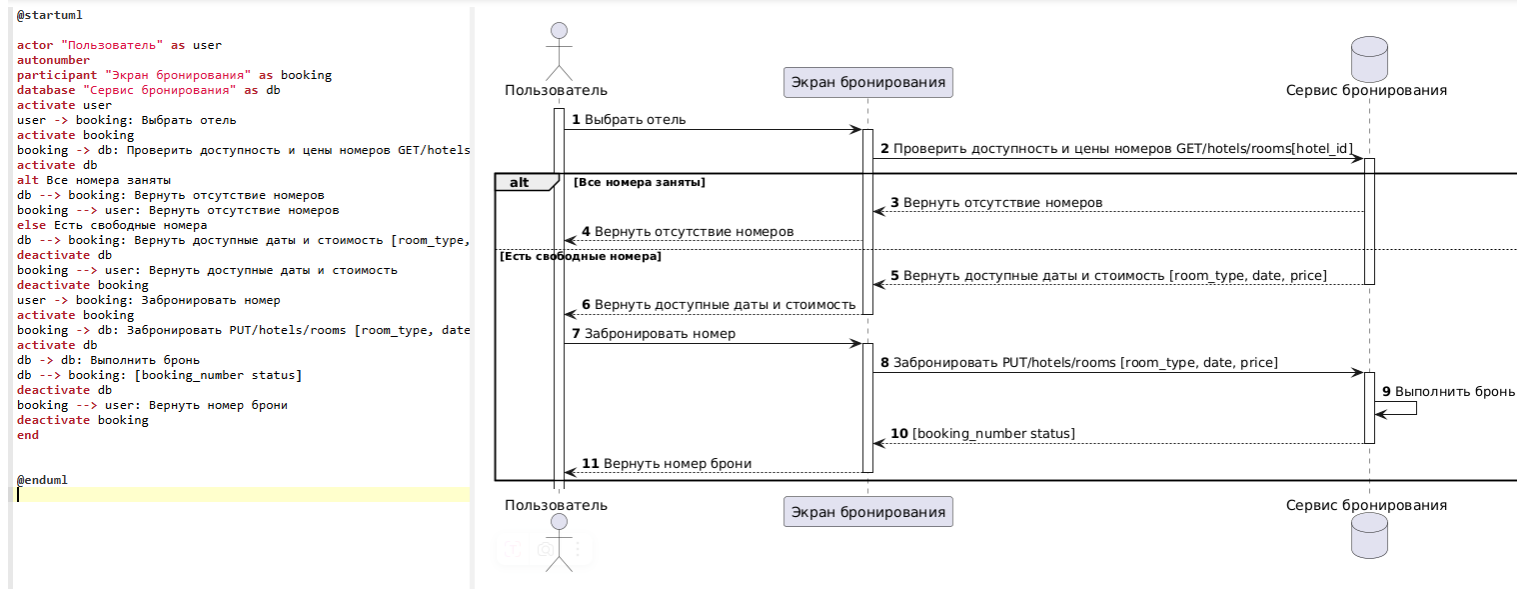 @startuml
actor "Пользователь" as user
autonumber
participant "Экран бронирования" as booking
database "Сервис бронирования" as db
activate user
user -> booking: Выбрать отель
activate booking
booking -> db: Проверить доступность и цены номеров GET/hotels
activate db
alt Все номера заняты
db --> booking: Вернуть отсутствие номеров
booking --> user: Вернуть отсутствие номеров
else Есть свободные номера
db --> booking: Вернуть доступные даты и стоимость [room_type,
deactivate db
booking --> user: Вернуть доступные даты и стоимость
deactivate booking
user -> booking: Забронировать номер
activate booking
booking -> db: Забронировать PUT/hotels/rooms [room_type, date
activate db
db -> db: Выполнить бронь
db --> booking: [booking_number status]
deactivate db
booking --> user: Вернуть номер брони
deactivate booking
end
@enduml
Пользователь
Экран бронирования
Сервис бронирования
1 Выбрать отель
2 Проверить доступность и цены номеров GET/hotels/rooms[hotel_id]
alt [Все номера заняты]
3 Вернуть отсутствие номеров
4 Вернуть отсутствие номеров
[Есть свободные номера]
5 Вернуть доступные даты и стоимость [room_type, date, price]
6 Вернуть доступные даты и стоимость
7 Забронировать номер
8 Забронировать PUT/hotels/rooms [room_type, date, price]
9 Выполнить бронь
10 [booking_number status]
11 Вернуть номер брони
Пользователь
Экран бронирования
Сервис бронирования